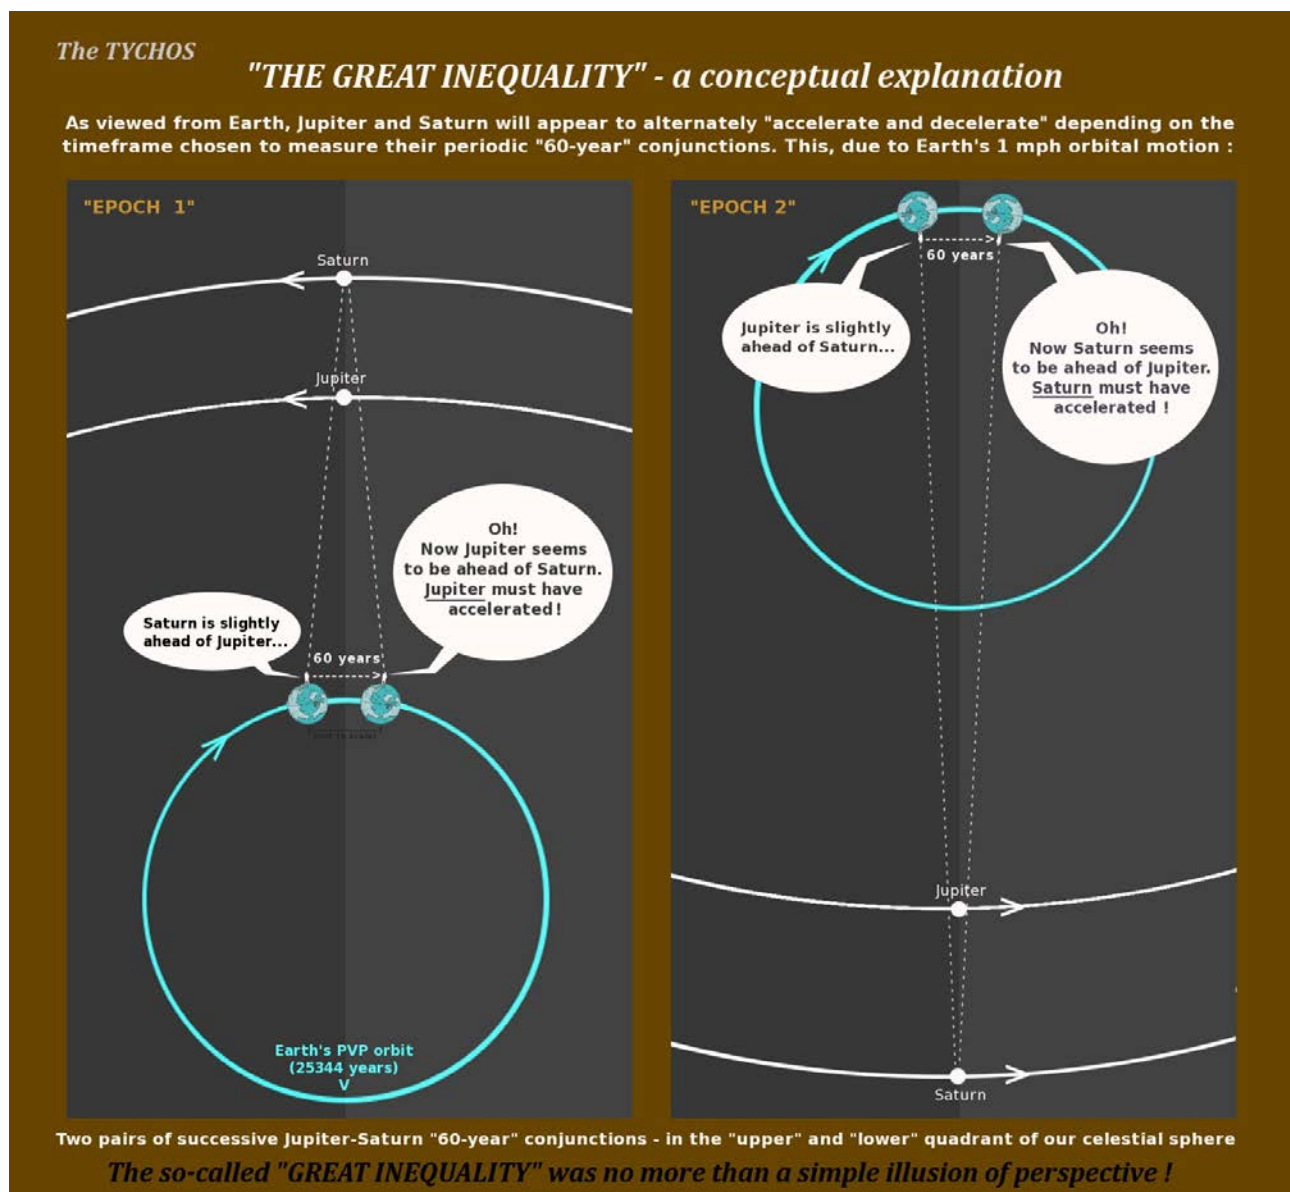 The TYCHOS
"THE GREAT INEQUALITY" - a conceptual explanation
As viewed from Earth, Jupiter and Saturn will appear to alternately "accelerate and decelerate" depending on the
timeframe chosen to measure their periodic "60-year" conjunctions. This, due to Earth's 1 mph orbital motion :
"EPOCH 1"
Saturn
Jupiter
Oh!
Now Jupiter seems
to be ahead of Saturn.
Jupiter must have
accelerated!
Saturn is slightly
ahead of Jupiter...
60 years
Earth's PVP orbit
(25344 years)
V
"EPOCH 2"
60 years
Jupiter is slightly
ahead of Saturn...
Oh!
Now Saturn seems
to be ahead of Jupiter.
Saturn must have
accelerated !
Jupiter
Saturn
Two pairs of successive Jupiter-Saturn "60-year" conjunctions - in the "upper" and "lower" quadrant of our celestial sphere
The so-called "GREAT INEQUALITY" was no more than a simple illusion of perspective !